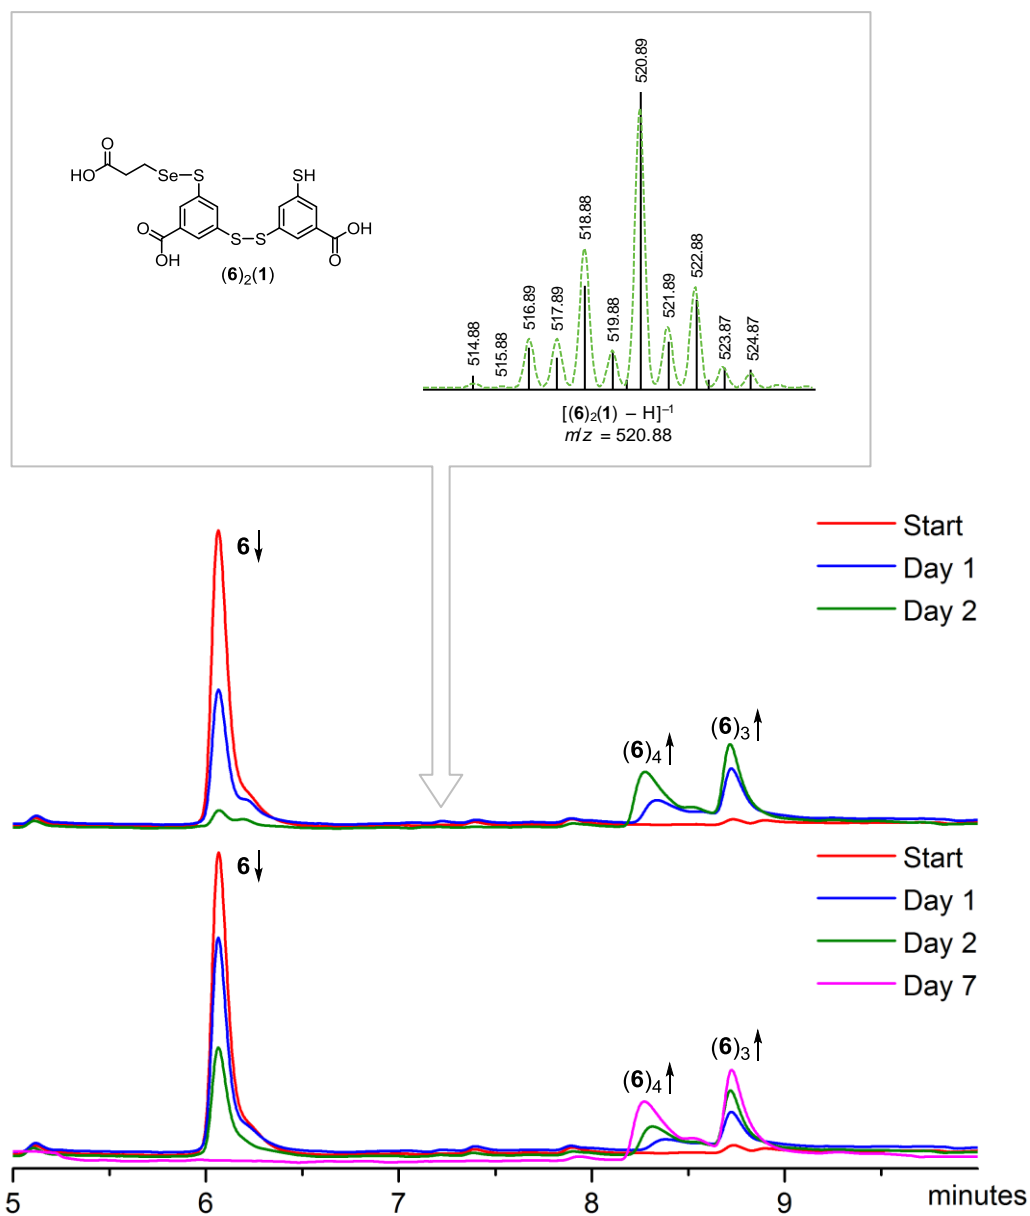 O
HO
Se
S
SH
O
OH
S
S
OH
O
(6)₂(1)
514.88
515.88
516.89
517.89
518.88
519.88
520.89
521.89
522.88
523.87
524.87
[(6)₂(1) – H]⁻¹
m/z = 520.88
Start
Day 1
Day 2
6
(6)₄
(6)₃
Start
Day 1
Day 2
Day 7
6
(6)₄
(6)₃
5
6
7
8
9
minutes